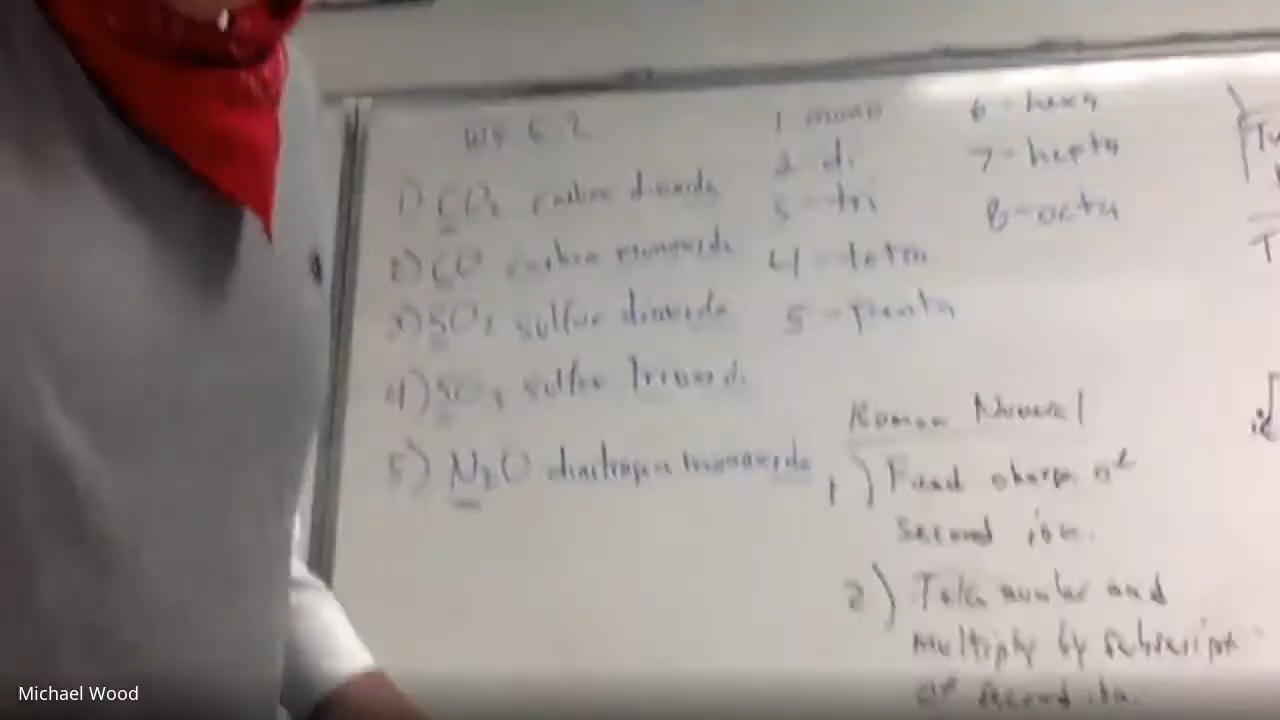 WS 6.2
1) CO2 carbon dioxide
2) CO carbon monoxide
3) SO2 sulfur dioxide
4) SO3 sulfur trioxide
5) N2O dinitrogen monoxide
1 mono
2 di
3 - tri
4 - tetra
5 - penta
6 - hexa
7 - hepta
8 - octa
Roman Numeral
1) Find charge of
second ion.
2) Take number and
multiply by subscript
of second ion.
Michael Wood